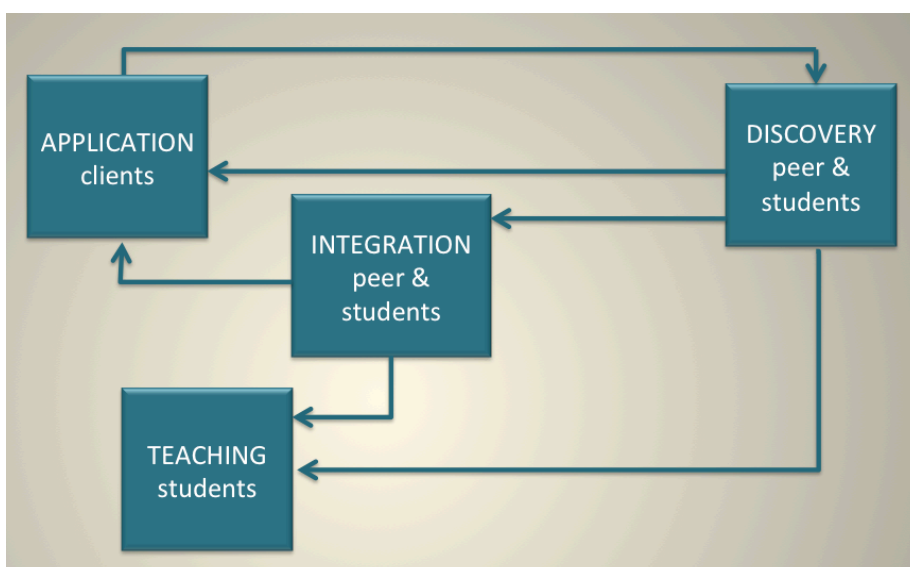 APPLICATION
clients
DISCOVERY
peer &
students
INTEGRATION
peer &
students
TEACHING
students